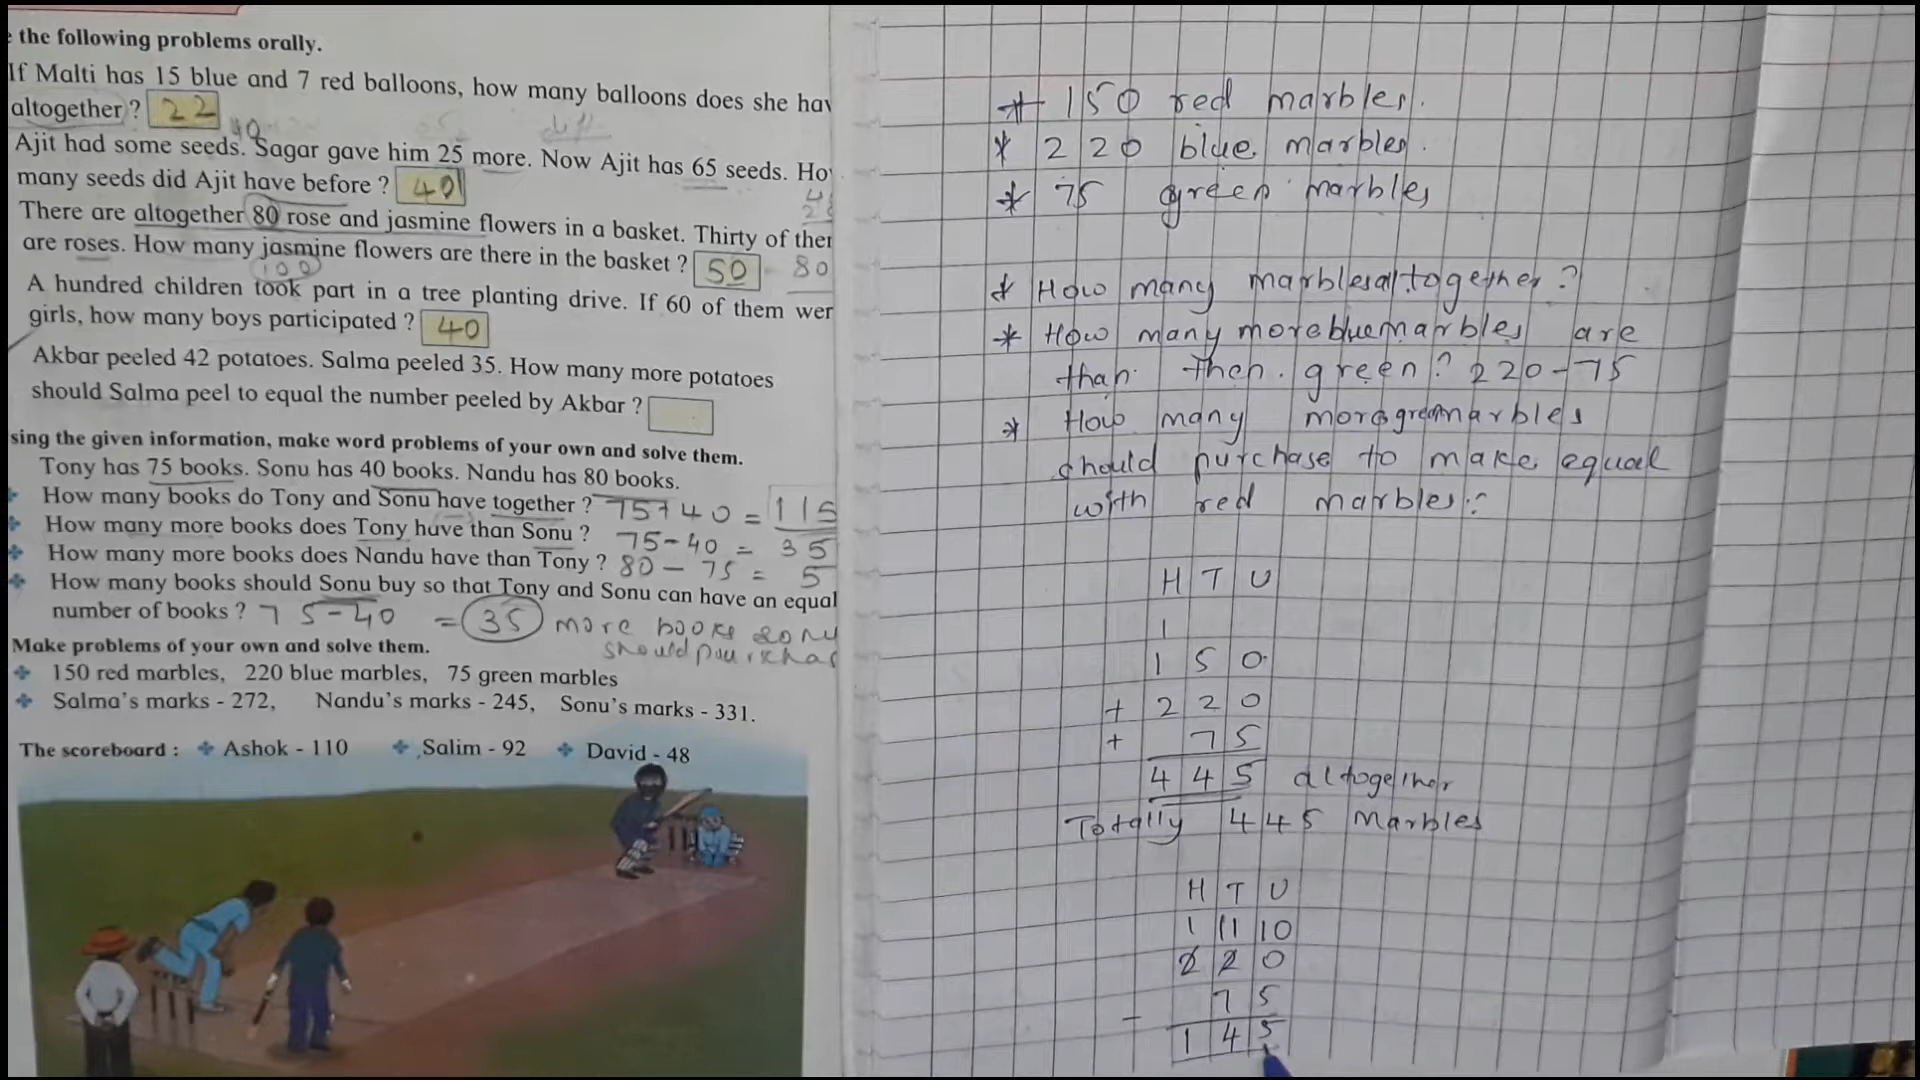 the following problems orally.
If Malti has 15 blue and 7 red balloons, how many balloons does she hav
altogether ? 22
40
Ajit had some seeds. Sagar gave him 25 more. Now Ajit has 65 seeds. Ho
many seeds did Ajit have before ? 40
There are altogether 80 rose and jasmine flowers in a basket. Thirty of ther
are roses. How many jasmine flowers are there in the basket ? 50 80
100
A hundred children took part in a tree planting drive. If 60 of them wer
girls, how many boys participated ? 40
Akbar peeled 42 potatoes. Salma peeled 35. How many more potatoes
should Salma peel to equal the number peeled by Akbar ?
sing the given information, make word problems of your own and solve them.
Tony has 75 books. Sonu has 40 books. Nandu has 80 books.
How many books do Tony and Sonu have together ? 75+40 = 115
How many more books does Tony have than Sonu ? 75-40 = 35
How many more books does Nandu have than Tony ? 80 - 75 = 5
How many books should Sonu buy so that Tony and Sonu can have an equal
number of books ? 75-40 = 35 more books sonu
should
Make problems of your own and solve them.
150 red marbles, 220 blue marbles, 75 green marbles
Salma's marks - 272, Nandu's marks - 245, Sonu's marks - 331.
The scoreboard : Ashok - 110 Salim - 92 David - 48
* 150 red marbles.
* 220 blue marbles.
* 75 green marbles
* How many marbles altogether ?
* How many more blue marbles are
than then. green ? 220-75
* How many more green marbles
should purchase to make equal
with red marbles ?
H T U
1
1 5 0
+ 2 2 0
+ 7 5
4 4 5 altogether
Totally 445 Marbles
H T U
1 11 10
2 2 0
- 7 5
1 4 5